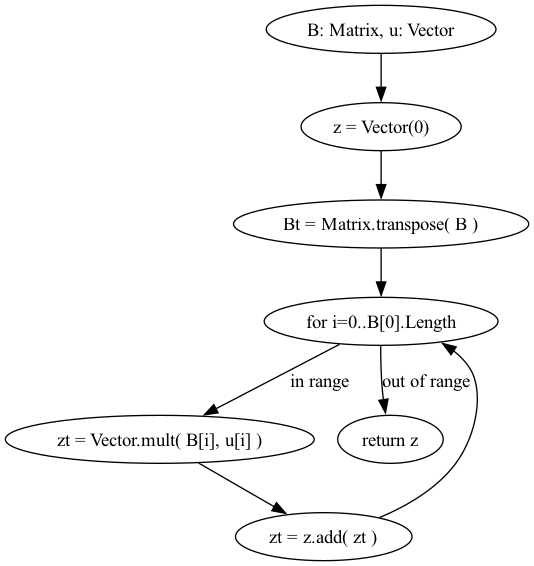 B: Matrix, u: Vector
z = Vector(0)
Bt = Matrix.transpose( B )
for i=0..B[0].Length
in range
out of range
zt = Vector.mult( B[i], u[i] )
return z
zt = z.add( zt )